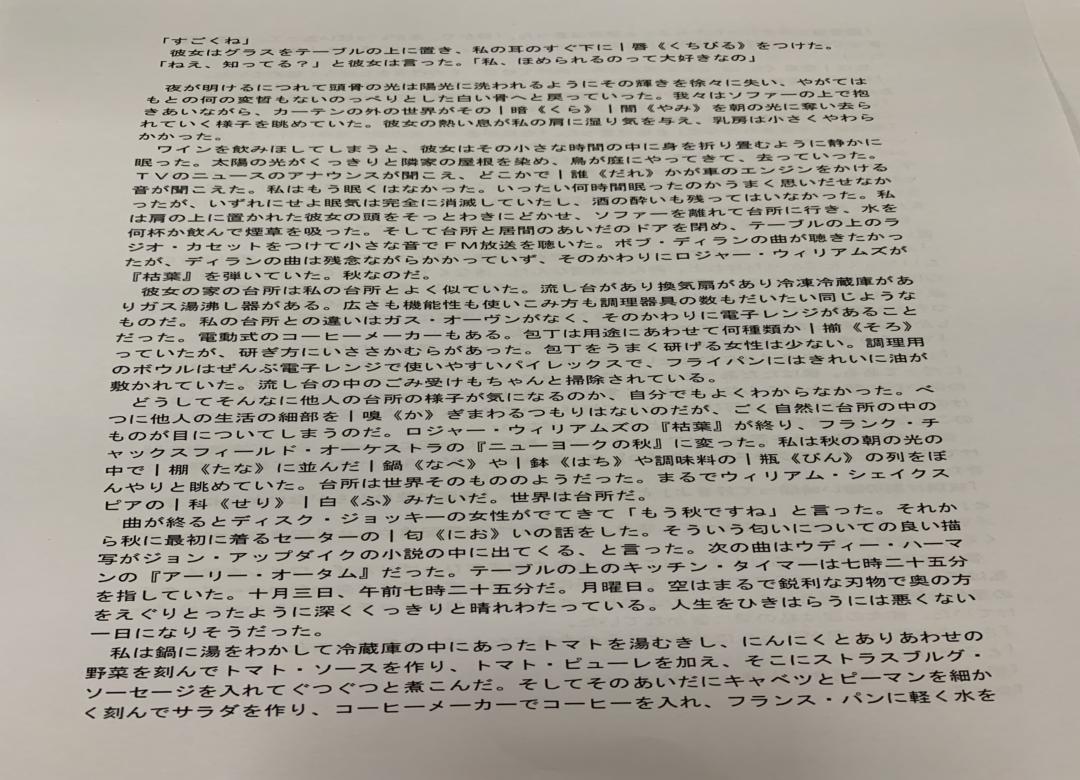 「すごくね」
彼女はグラスをテーブルの上に置き、私の耳のすぐ下に|唇《くちびる》をつけた。
「ねえ、知ってる？」と彼女は言った。「私、ほめられるのって大好きなの」
夜が明けるにつれて頭骨の光は陽光に洗われるようにその輝きを徐々に失い、やがては
もとの何の変哲もないのっぺりとした白い骨へと戻っていった。我々はソファーの上で抱
きあいながら、カーテンの外の世界がその|暗《くら》|闇《やみ》を朝の光に奪い去ら
れていく様子を眺めていた。彼女の熱い息が私の肩に湿り気を与え、乳房は小さくやわら
かかった。
ワインを飲みほしてしまうと、彼女はその小さな時間の中に身を折り畳むように静かに
眠った。太陽の光がくっきりと隣家の屋根を染め、鳥が庭にやってきて、去っていった。
ＴＶのニュースのアナウンスが聞こえ、どこかで|誰《だれ》かが車のエンジンをかける
音が聞こえた。私はもう眠くはなかった。いったい何時間眠ったのかうまく思いだせなか
ったが、いずれにせよ眠気は完全に消滅していたし、酒の酔いも残ってはいなかった。私
は肩の上に置かれた彼女の頭をそっとわきにどかせ、ソファーを離れて台所に行き、水を
何杯か飲んで煙草を吸った。そして台所と居間のあいだのドアを閉め、テーブルの上のラ
ジオ・カセットをつけて小さな音でＦＭ放送を聴いた。ボブ・ディランの曲が聴きたかっ
たが、ディランの曲は残念ながらかかっていず、そのかわりにロジャー・ウィリアムズが
『枯葉』を弾いていた。秋なのだ。
彼女の家の台所は私の台所とよく似ていた。流し台があり換気扇があり冷凍冷蔵庫があ
りガス湯沸し器がある。広さも機能性も使いこみ方も調理器具の数もだいたい同じような
ものだ。私の台所との違いはガス・オーヴンがなく、そのかわりに電子レンジがあること
だった。電動式のコーヒーメーカーもある。包丁は用途にあわせて何種類か|揃《そろ》
っていたが、研ぎ方にいささかむらがあった。包丁をうまく研げる女性は少ない。調理用
のボウルはぜんぶ電子レンジで使いやすいパイレックスで、フライパンにはきれいに油が
敷かれていた。流し台の中のごみ受けもちゃんと掃除されている。
どうしてそんなに他人の台所の様子が気になるのか、自分でもよくわからなかった。べ
つに他人の生活の細部を|嗅《か》ぎまわるつもりはないのだが、ごく自然に台所の中の
ものが目についてしまうのだ。ロジャー・ウィリアムズの『枯葉』が終り、フランク・チ
ャックスフィールド・オーケストラの『ニューヨークの秋』に変った。私は秋の朝の光の
中で|棚《たな》に並んだ|鍋《なべ》や|鉢《はち》や調味料の|瓶《びん》の列をぼ
んやりと眺めていた。台所は世界そのもののようだった。まるでウィリアム・シェイクス
ピアの|科《せり》|白《ふ》みたいだ。世界は台所だ。
曲が終るとディスク・ジョッキーの女性がでてきて「もう秋ですね」と言った。それか
ら秋に最初に着るセーターの|匂《にお》いの話をした。そういう匂いについての良い描
写がジョン・アップダイクの小説の中に出てくる、と言った。次の曲はウディー・ハーマ
ンの『アーリー・オータム』だった。テーブルの上のキッチン・タイマーは七時二十五分
を指していた。十月三日、午前七時二十五分だ。月曜日。空はまるで鋭利な刃物で奥の方
をえぐりとったように深くくっきりと晴れわたっている。人生をひきはらうには悪くない
一日になりそうだった。
私は鍋に湯をわかして冷蔵庫の中にあったトマトを湯むきし、にんにくとありあわせの
野菜を刻んでトマト・ソースを作り、トマト・ピューレを加え、そこにストラスブルグ・
ソーセージを入れてぐつぐつと煮こんだ。そしてそのあいだにキャベツとピーマンを細か
く刻んでサラダを作り、コーヒーメーカーでコーヒーを入れ、フランス・パンに軽く水を